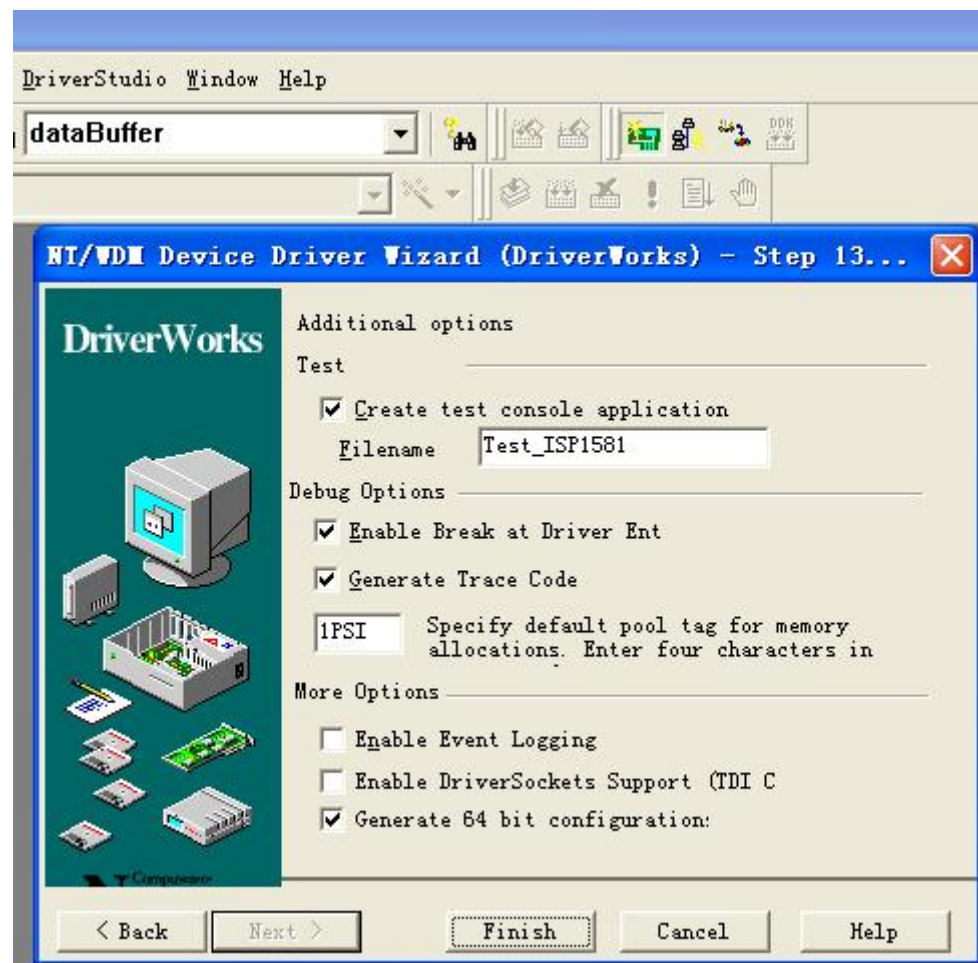 DriverStudio Window Help
dataBuffer
DDK
NT/WDM Device Driver Wizard (DriverWorks) - Step 13...
DriverWorks
Additional options
Test
Create test console application
Filename Test_ISP1581
Debug Options
Enable Break at Driver Ent
Generate Trace Code
1PSI
Specify default pool tag for memory
allocations. Enter four characters in
More Options
Enable Event Logging
Enable DriverSockets Support (TDI C
Generate 64 bit configuration:
Compuware
< Back Next > Finish Cancel Help